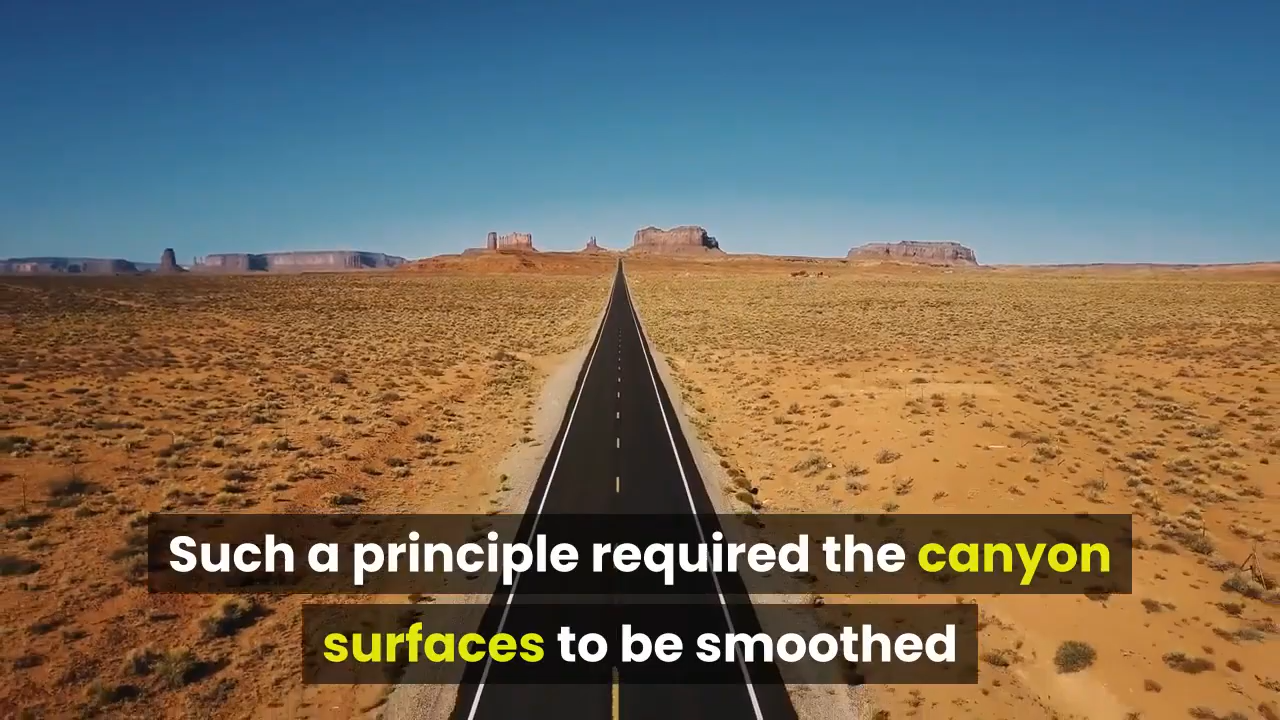 Such a principle required the canyon
surfaces to be smoothed